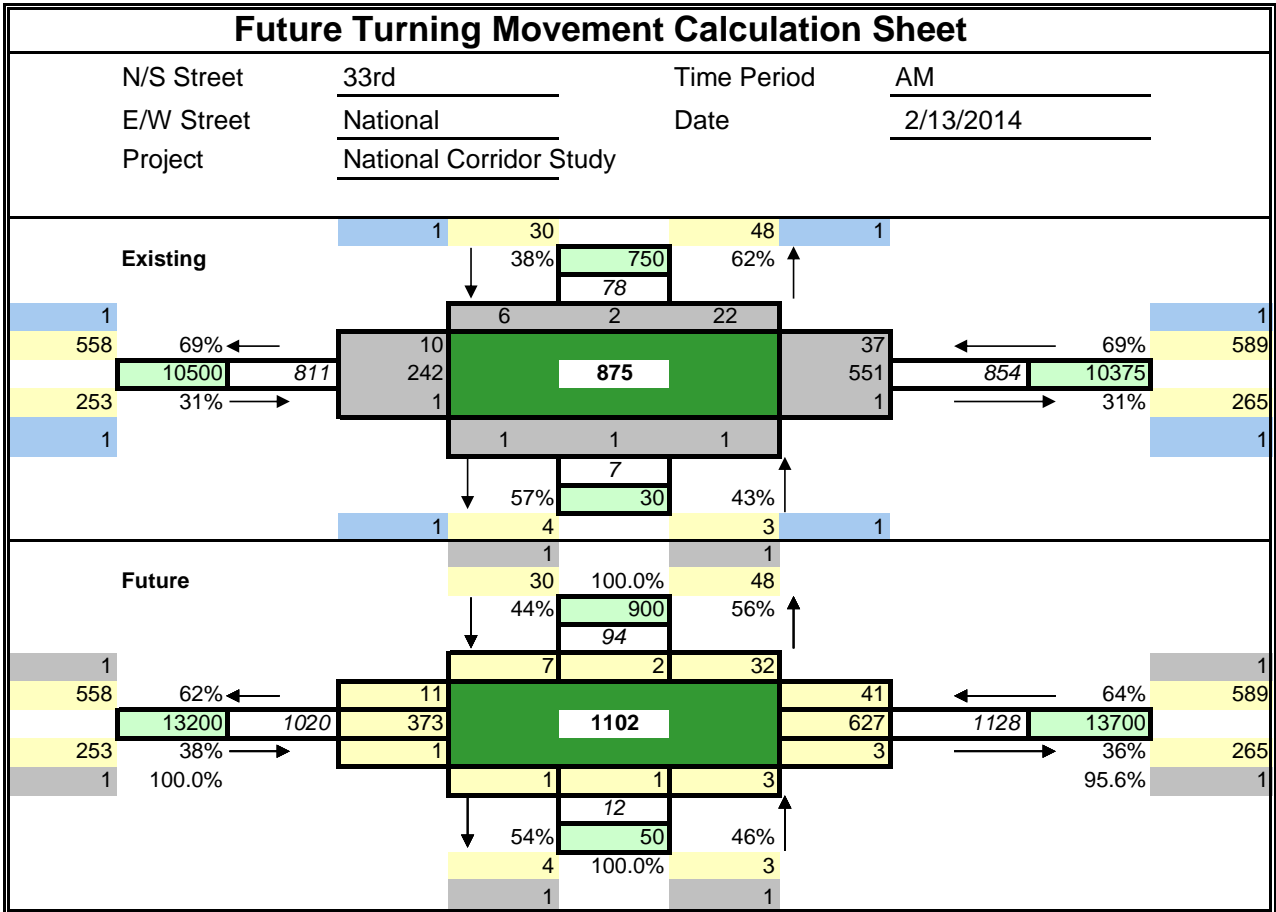 Future Turning Movement Calculation Sheet
N/S Street 33rd Time Period AM
E/W Street National Date 2/13/2014
Project National Corridor Study
1 30 48 1
Existing 38% 750 62%
78
1 6 2 22 1
558 69% 10 37 69% 589
10500 811 242 875 551 854 10375
253 31% 1 1 31% 265
1 1 1 1 1
7
57% 30 43%
1 4 3 1
1 1
Future 30 100.0% 48
44% 900 56%
94
1 7 2 32 1
558 62% 11 41 64% 589
13200 1020 373 1102 627 1128 13700
253 38% 1 3 36% 265
1 100.0% 1 1 3 95.6% 1
12
54% 50 46%
4 100.0% 3
1 1